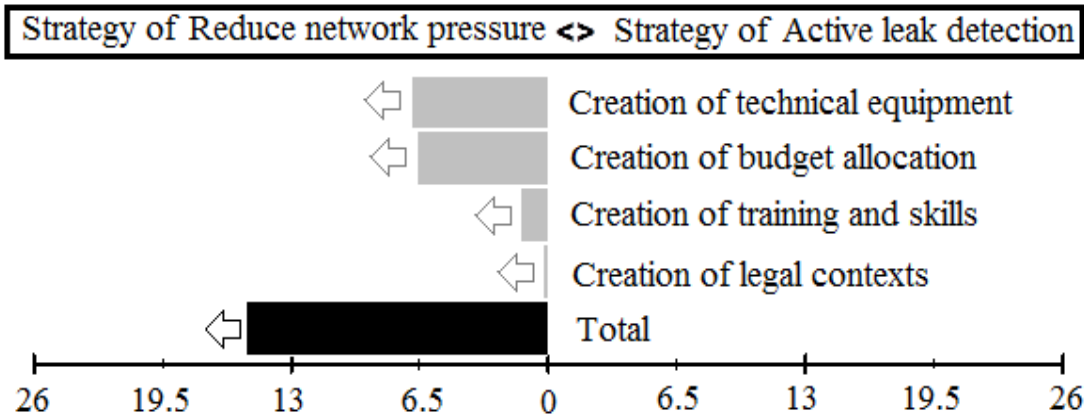 Strategy of Reduce network pressure <> Strategy of Active leak detection
Creation of technical equipment
Creation of budget allocation
Creation of training and skills
Creation of legal contexts
Total
26 19.5 13 6.5 0 6.5 13 19.5 26